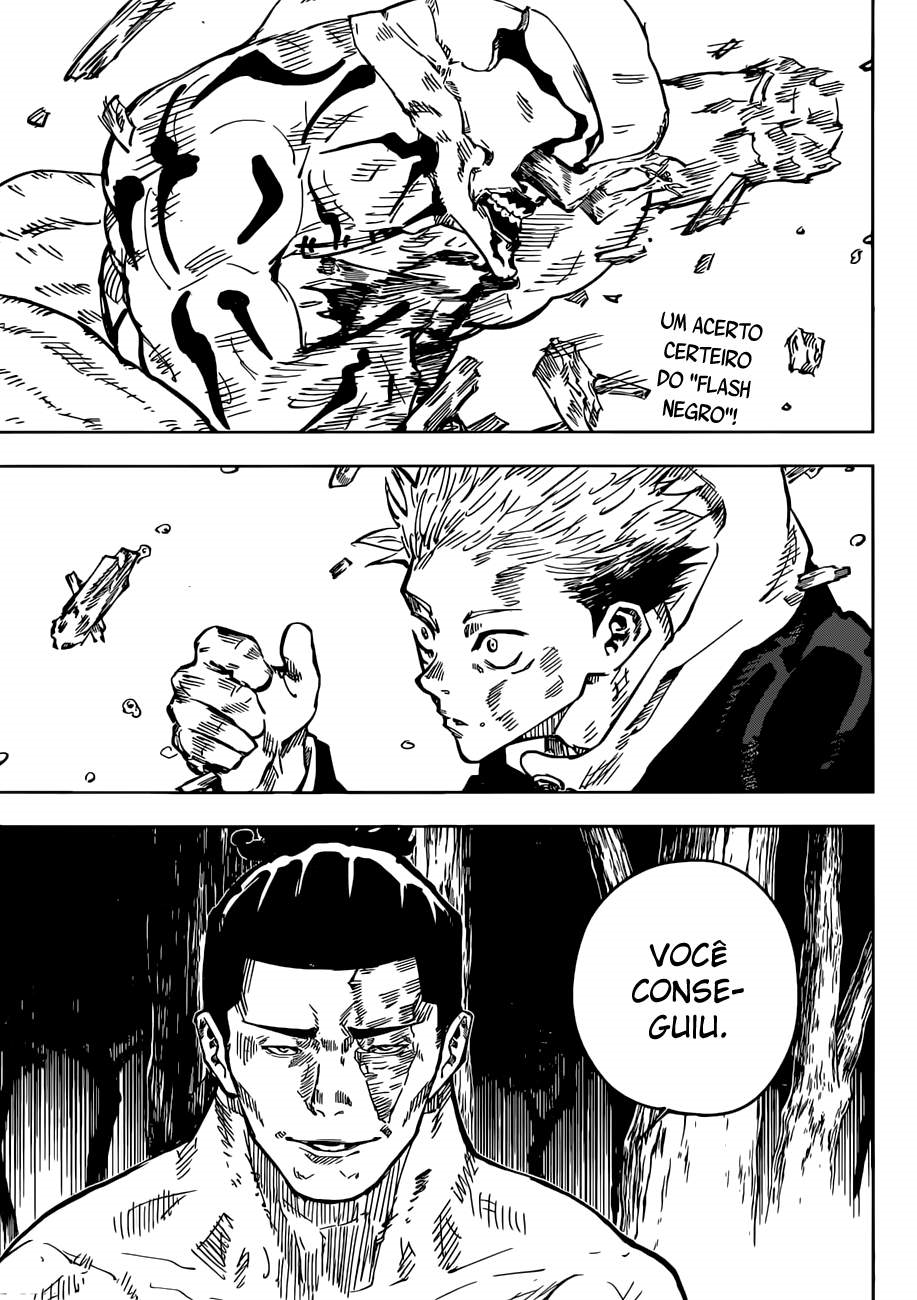 UM ACERTO
CERTEIRO
DO "FLASH
NEGRO"!
VOCÊ
CONSE-
GUIU.